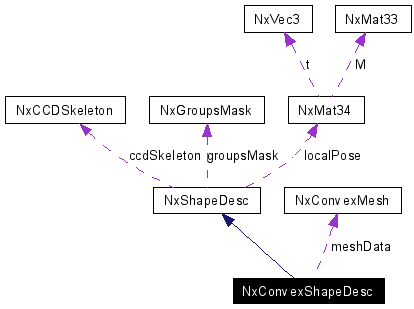 NxVec3
NxMat33
t
M
NxCCDSkeleton
NxGroupsMask
NxMat34
ccdSkeleton
groupsMask
localPose
NxShapeDesc
NxConvexMesh
meshData
NxConvexShapeDesc